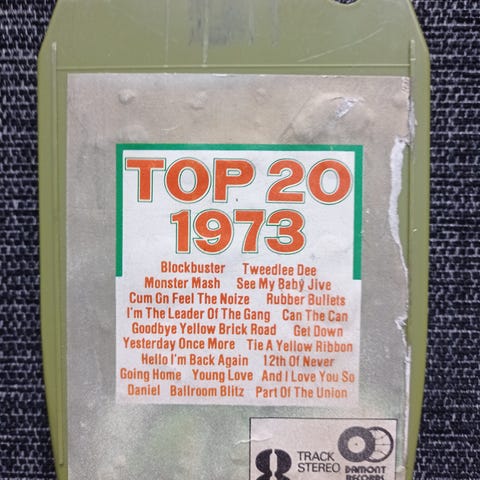 TOP 20
1973
Blockbuster Tweedlee Dee
Monster Mash See My Baby Jive
Cum On Feel The Noize Rubber Bullets
I'm The Leader Of The Gang Can The Can
Goodbye Yellow Brick Road Get Down
Yesterday Once More Tie A Yellow Ribbon
Hello I'm Back Again 12th Of Never
Going Home Young Love And I Love You So
Daniel Ballroom Blitz Part Of The Union
8 TRACK
STEREO
DAMONT
RECORDS